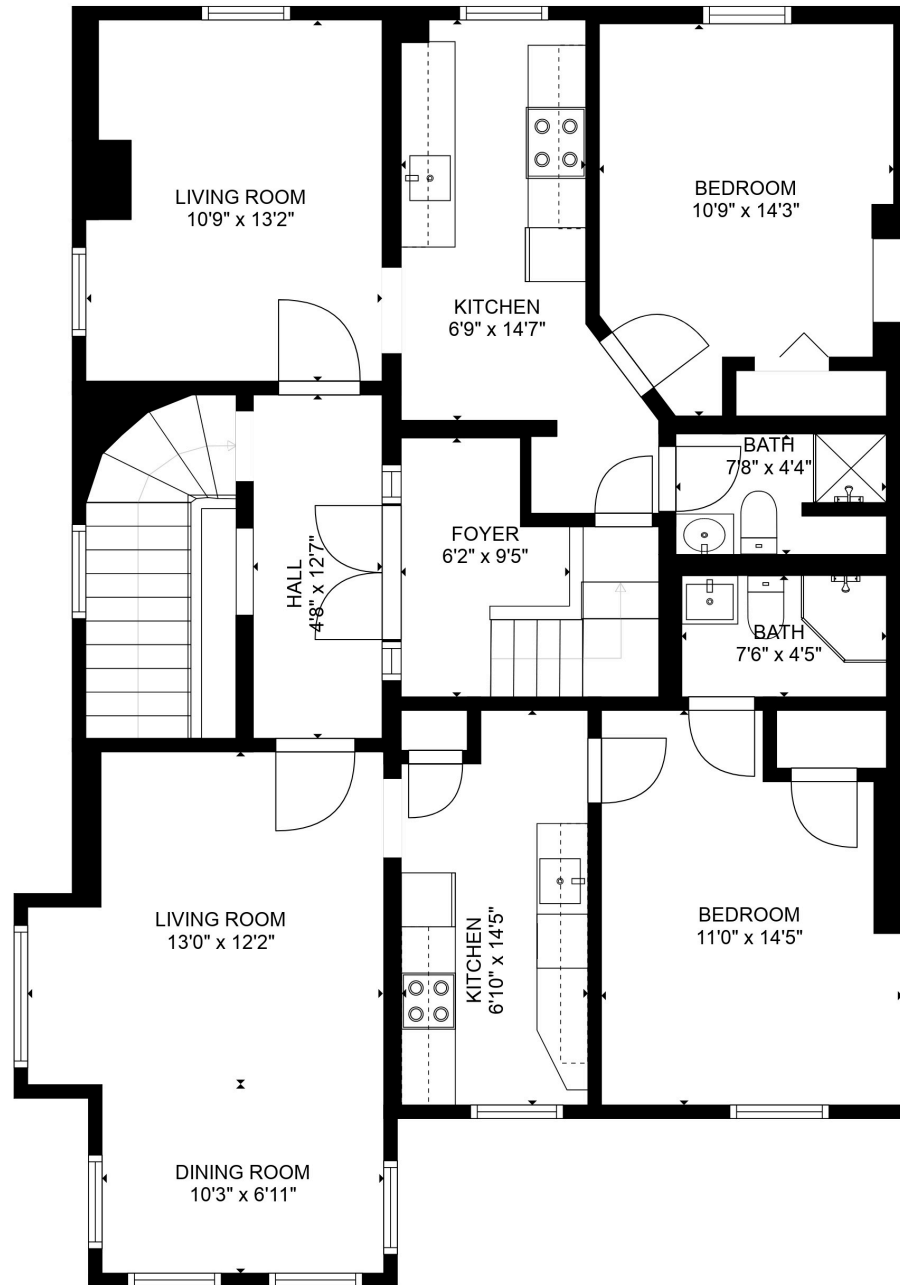 LIVING ROOM
10'9" x 13'2"
KITCHEN
6'9" x 14'7"
BEDROOM
10'9" x 14'3"
BATH
7'8" x 4'4"
FOYER
6'2" x 9'5"
HALL
4'8" x 12'7"
BATH
7'6" x 4'5"
LIVING ROOM
13'0" x 12'2"
KITCHEN
6'10" x 14'5"
BEDROOM
11'0" x 14'5"
DINING ROOM
10'3" x 6'11"